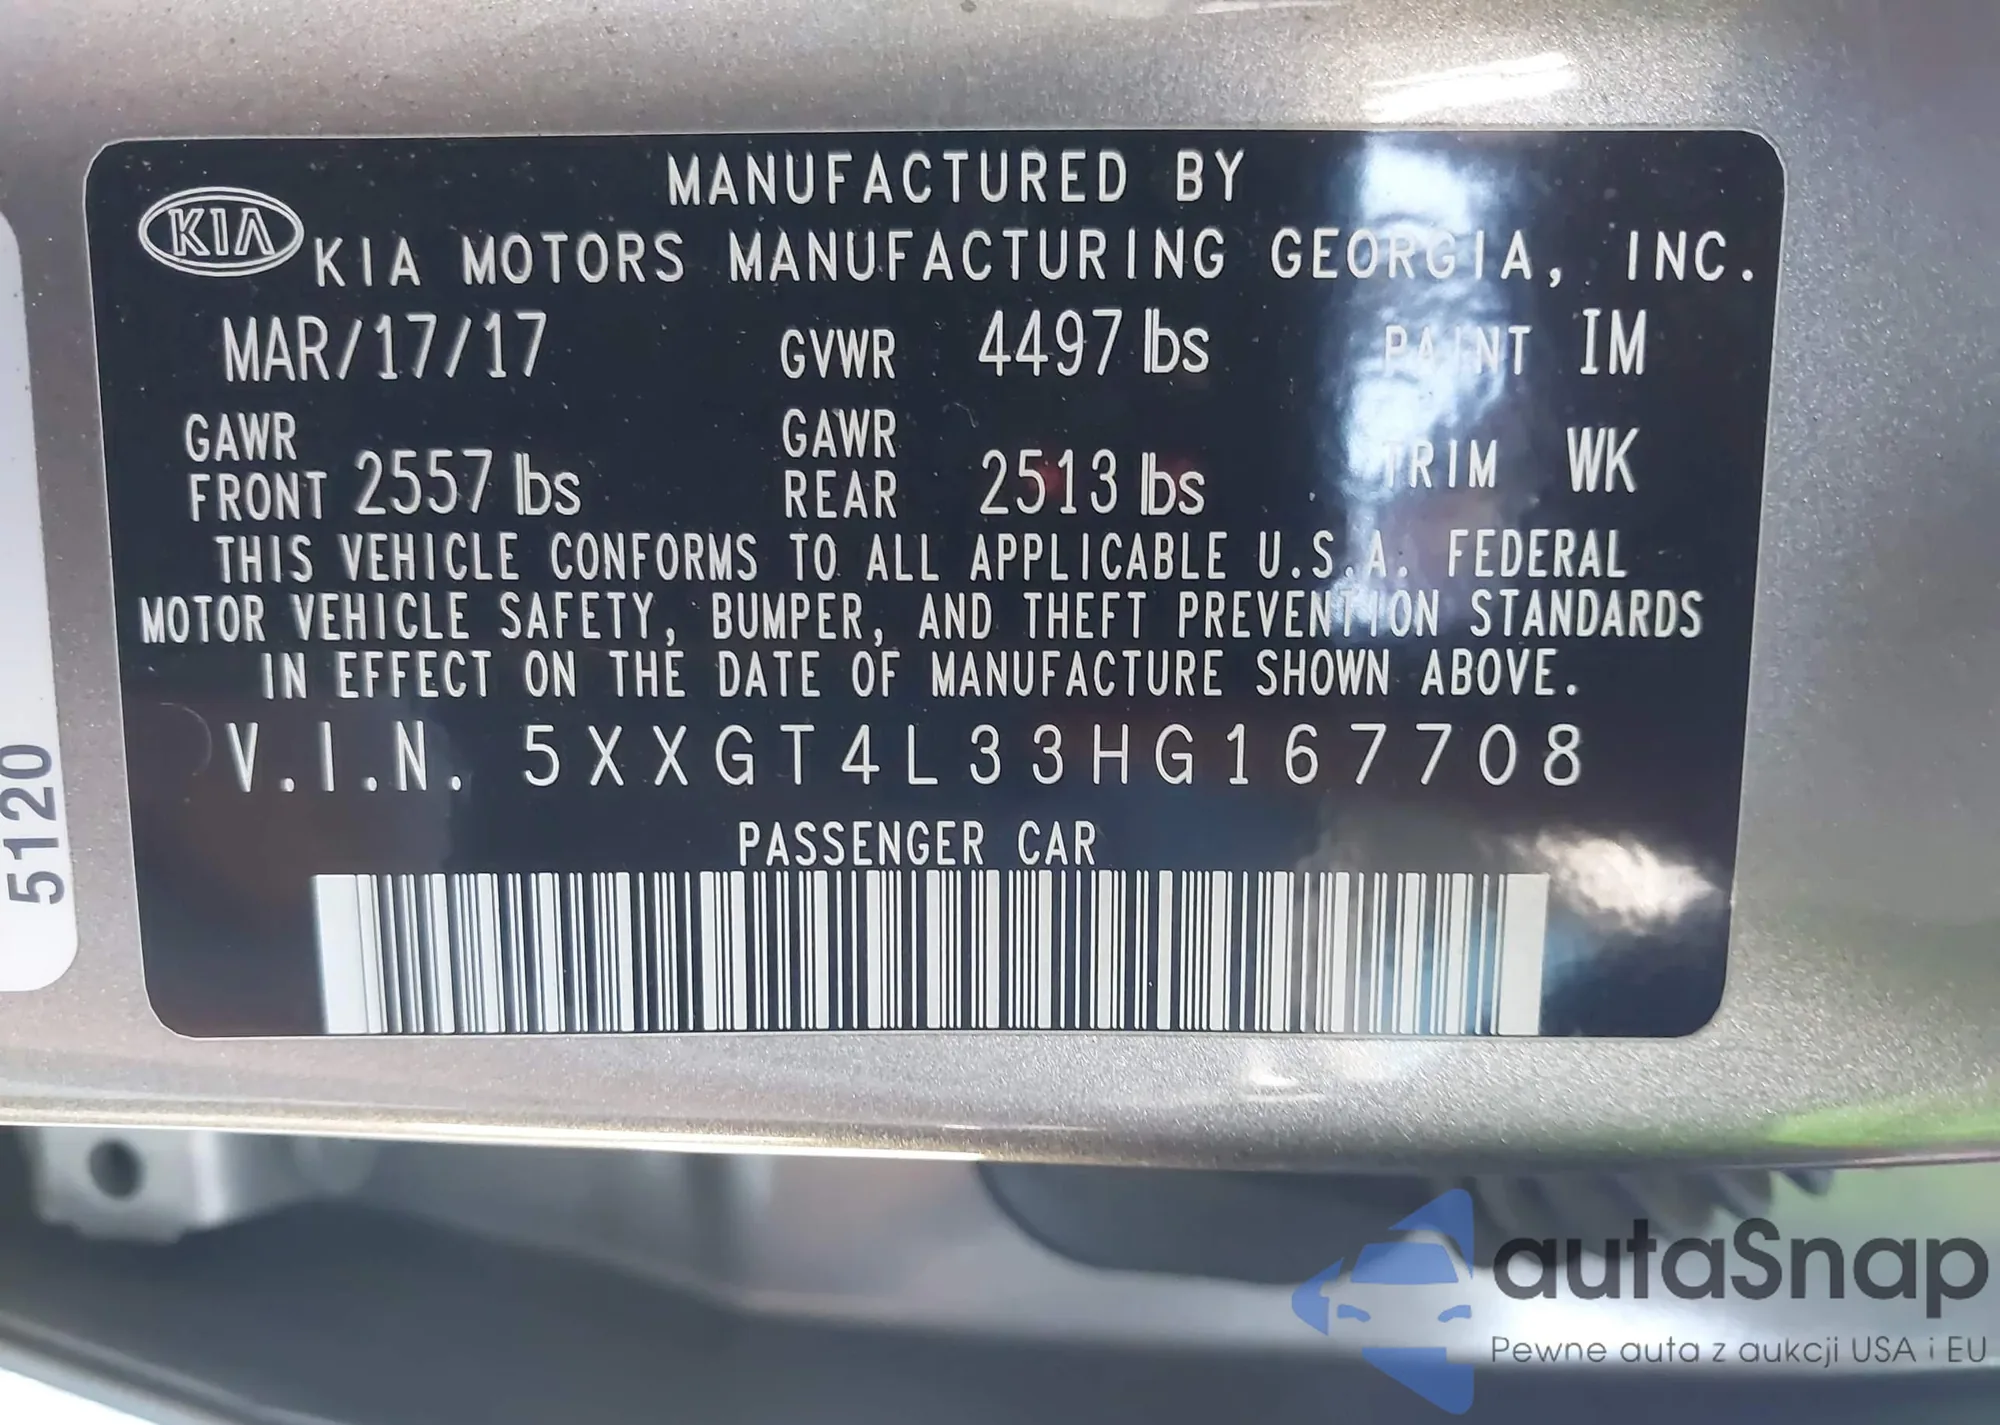 MANUFACTURED BY
KIA KIA MOTORS MANUFACTURING GEORGIA, INC.
MAR/17/17 GVWR 4497 lbs PAINT IM
GAWR FRONT 2557 lbs GAWR REAR 2513 lbs TRIM WK
THIS VEHICLE CONFORMS TO ALL APPLICABLE U.S.A. FEDERAL
MOTOR VEHICLE SAFETY, BUMPER, AND THEFT PREVENTION STANDARDS
IN EFFECT ON THE DATE OF MANUFACTURE SHOWN ABOVE.
V.I.N. 5XXGT4L33HG167708
PASSENGER CAR
5120
autaSnap
Pewne auta z aukcji USA i EU